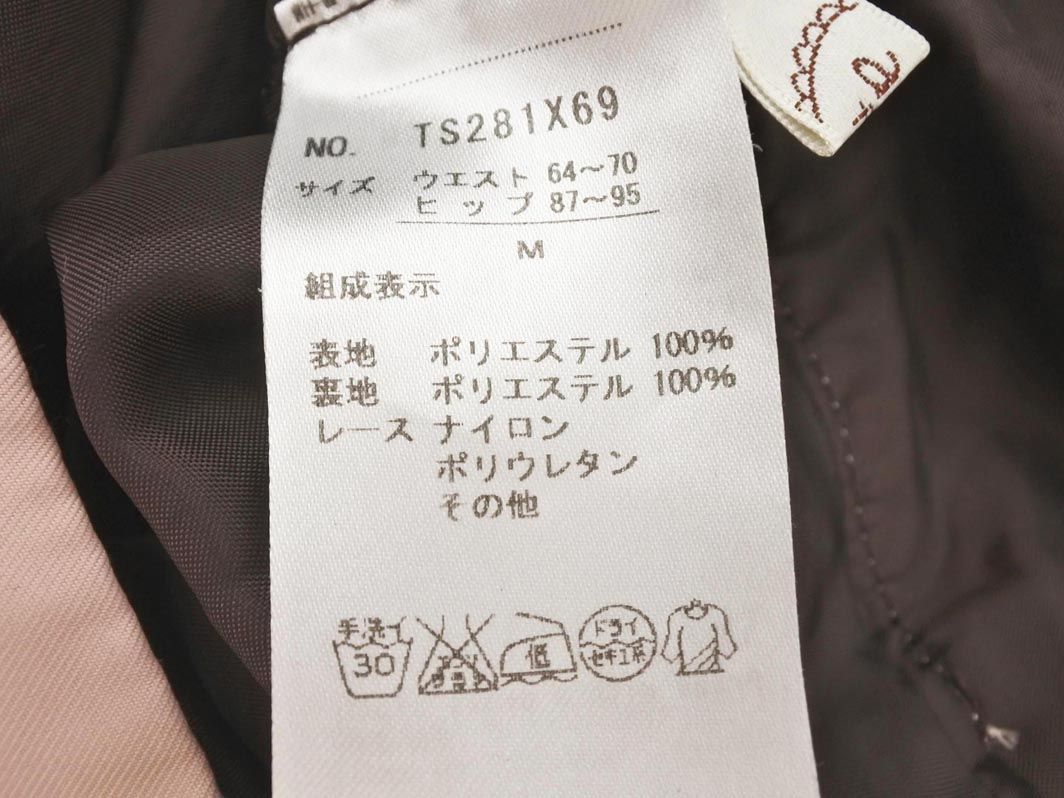 NO. TS281X69
サイズ ウエスト 64～70
ヒップ 87～95
M
組成表示
表地 ポリエステル 100%
裏地 ポリエステル 100%
レース ナイロン
ポリウレタン
その他
手洗イ
30
低
ドライ
セキユ系